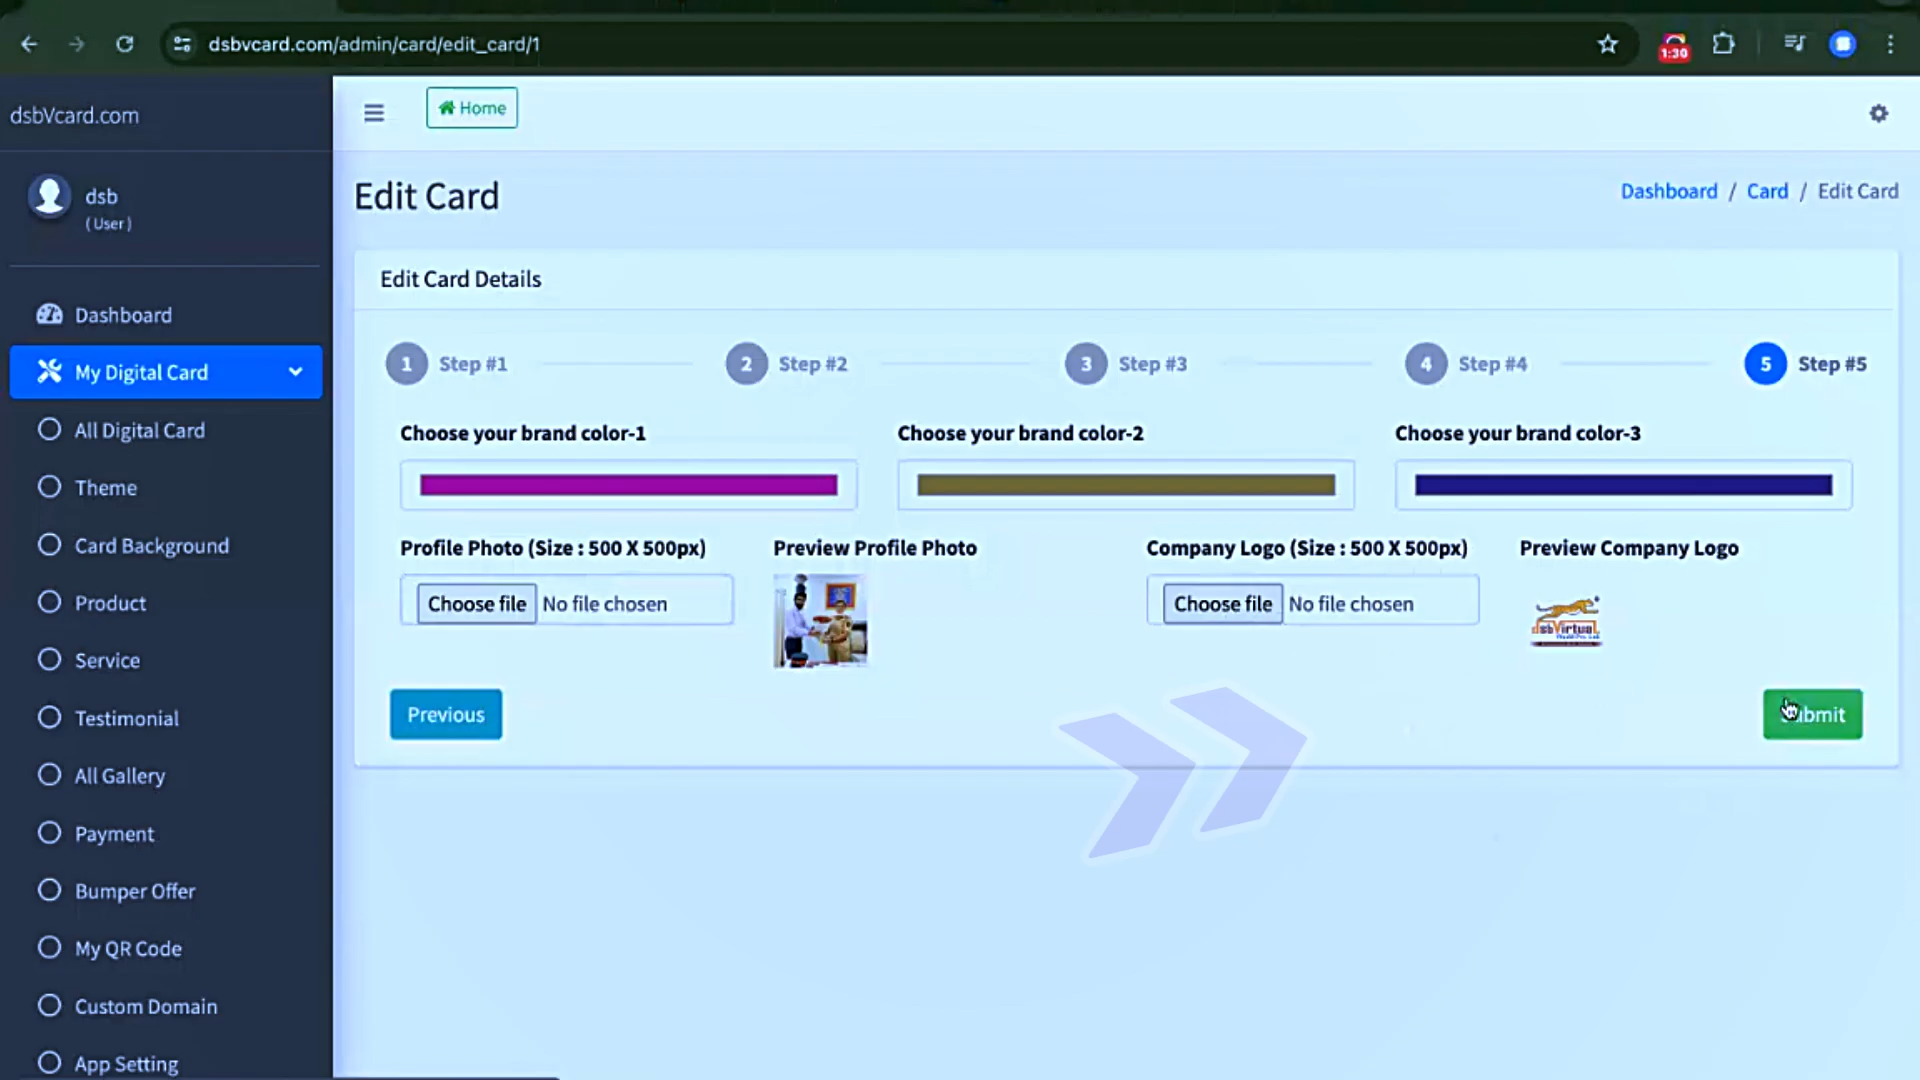 dsbvcard.com/admin/card/edit_card/1
1:30
dsbVcard.com
Home
dsb
( User )
Edit Card
Dashboard / Card / Edit Card
Edit Card Details
Dashboard
My Digital Card
All Digital Card
Theme
Card Background
Product
Service
Testimonial
All Gallery
Payment
Bumper Offer
My QR Code
Custom Domain
App Setting
1 Step #1 2 Step #2 3 Step #3 4 Step #4 5 Step #5
Choose your brand color-1 Choose your brand color-2 Choose your brand color-3
Profile Photo (Size : 500 X 500px) Preview Profile Photo Company Logo (Size : 500 X 500px) Preview Company Logo
Choose file No file chosen Choose file No file chosen
dsbVirtual
Previous Submit